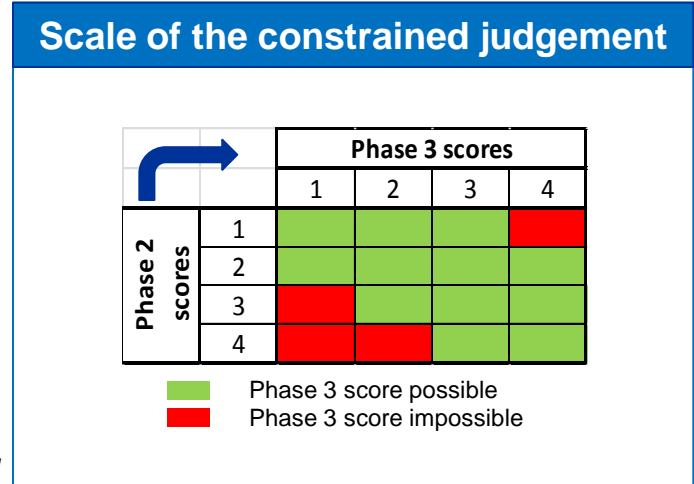 Scale of the constrained judgement
Phase 3 scores
1 2 3 4
Phase 2
scores
1
2
3
4
Phase 3 score possible
Phase 3 score impossible